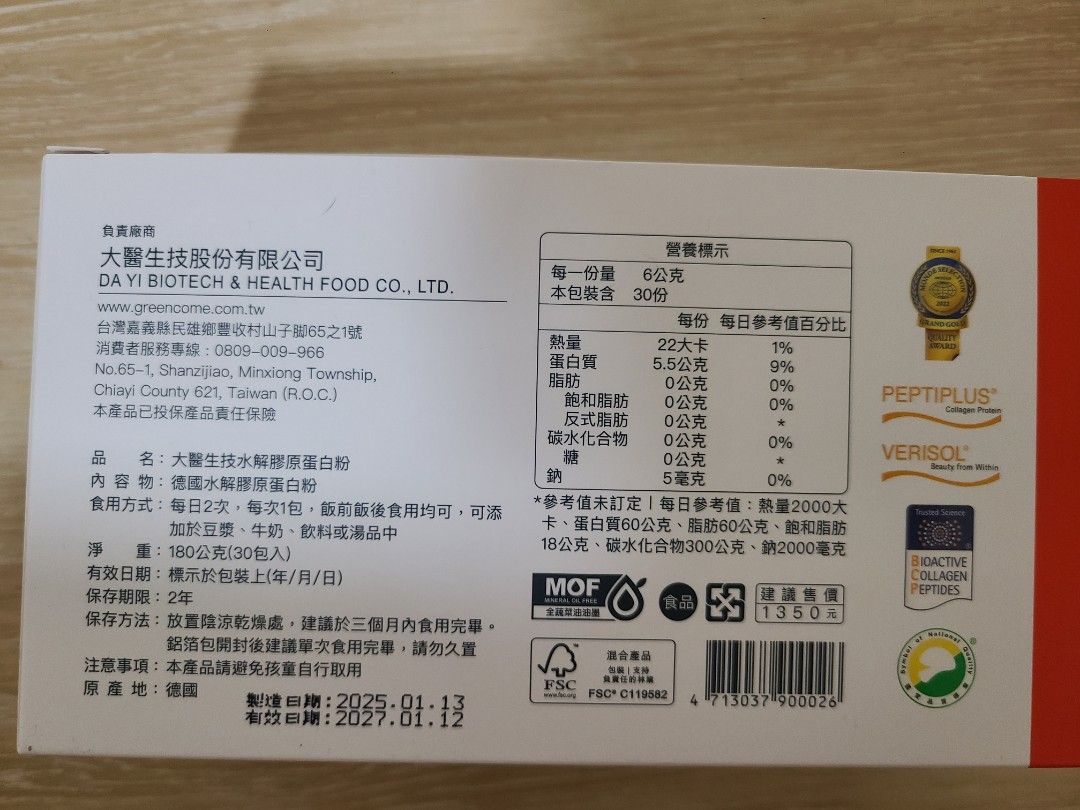 負責廠商
大醫生技股份有限公司
DA YI BIOTECH & HEALTH FOOD CO., LTD.
www.greencome.com.tw
台灣嘉義縣民雄鄉豐收村山子腳65之1號
消費者服務專線：0809-009-966
No.65-1, Shanzijiao, Minxiong Township,
Chiayi County 621, Taiwan (R.O.C.)
本產品已投保產品責任保險
品　　名：大醫生技水解膠原蛋白粉
內 容 物：德國水解膠原蛋白粉
食用方式：每日2次，每次1包，飯前飯後食用均可，可添
加於豆漿、牛奶、飲料或湯品中
淨　　重：180公克(30包入)
有效日期：標示於包裝上(年/月/日)
保存期限：2年
保存方法：放置陰涼乾燥處，建議於三個月內食用完畢。
鋁箔包開封後建議單次食用完畢，請勿久置
注意事項：本產品請避免孩童自行取用
原 產 地：德國
製造日期:2025.01.13
有效日期:2027.01.12
營養標示
每一份量　6公克
本包裝含　30份
每份　每日參考值百分比
熱量　22大卡　1%
蛋白質　5.5公克　9%
脂肪　0公克　0%
飽和脂肪　0公克　0%
反式脂肪　0公克　*
碳水化合物　0公克　0%
糖　0公克　*
鈉　5毫克　0%
*參考值未訂定 | 每日參考值：熱量2000大
卡、蛋白質60公克、脂肪60公克、飽和脂肪
18公克、碳水化合物300公克、鈉2000毫克
MOF
MINERAL OIL FREE
全蔬菜油油墨
食品
建議售價
1350元
FSC
www.fsc.org
混合產品
包裝 | 支持
負責任的林業
FSC® C119582
4 713037 900026
MONDE SELECTION
2022
GRAND GOLD
QUALITY
AWARD
PEPTIPLUS®
Collagen Protein
VERISOL®
Beauty from Within
Trusted Science
BIOACTIVE
COLLAGEN
PEPTIDES
Symbol of National Quality